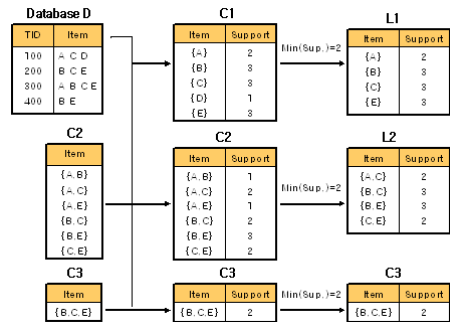 Database D
TID Item
100 A C D
200 B C E
300 A B C E
400 B E
C1
Item Support
{A} 2
{B} 3
{C} 3
{D} 1
{E} 3
Min(Sup.)=2
L1
Item Support
{A} 2
{B} 3
{C} 3
{E} 3
C2
Item
{A,B}
{A,C}
{A,E}
{B,C}
{B,E}
{C,E}
C2
Item Support
{A,B} 1
{A,C} 2
{A,E} 1
{B,C} 2
{B,E} 3
{C,E} 2
Min(Sup.)=2
L2
Item Support
{A,C} 2
{B,C} 3
{B,E} 3
{C,E} 2
C3
Item
{B,C,E}
C3
Item Support
{B,C,E} 2
Min(Sup.)=2
C3
Item Support
{B,C,E} 2